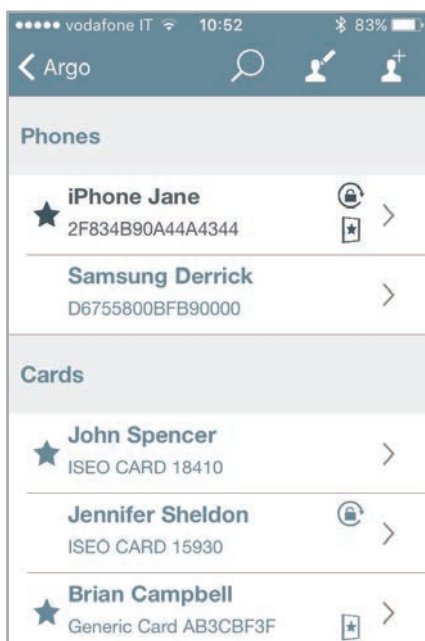 vodafone IT 10:52 83%
Argo
Phones
iPhone Jane
2F834B90A44A4344
Samsung Derrick
D6755800BFB90000
Cards
John Spencer
ISEO CARD 18410
Jennifer Sheldon
ISEO CARD 15930
Brian Campbell
Generic Card AB3CBF3F